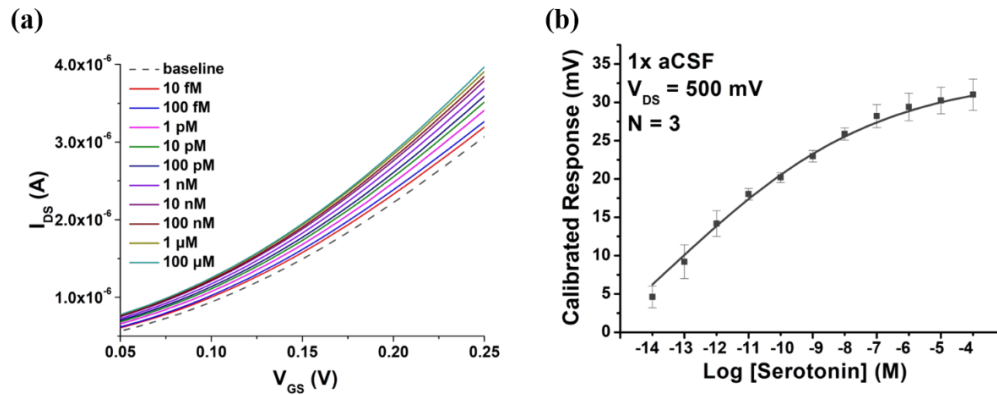 (a)
4.0x10⁻⁶
3.0x10⁻⁶
2.0x10⁻⁶
1.0x10⁻⁶
I_DS (A)
baseline
10 fM
100 fM
1 pM
10 pM
100 pM
1 nM
10 nM
100 nM
1 µM
100 µM
0.05 0.10 0.15 0.20 0.25
V_GS (V)
(b)
35
30
25
20
15
10
5
0
Calibrated Response (mV)
1x aCSF
V_DS = 500 mV
N = 3
-14 -13 -12 -11 -10 -9 -8 -7 -6 -5 -4
Log [Serotonin] (M)